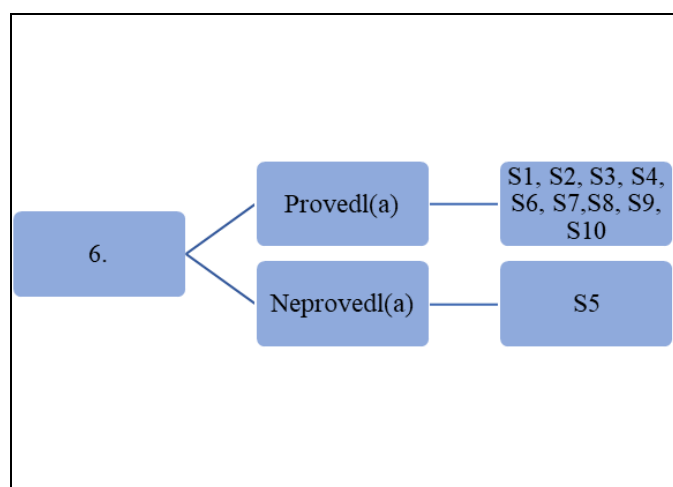 6.
Provedl(a)
S1, S2, S3, S4,
S6, S7,S8, S9,
S10
Neprovedl(a)
S5